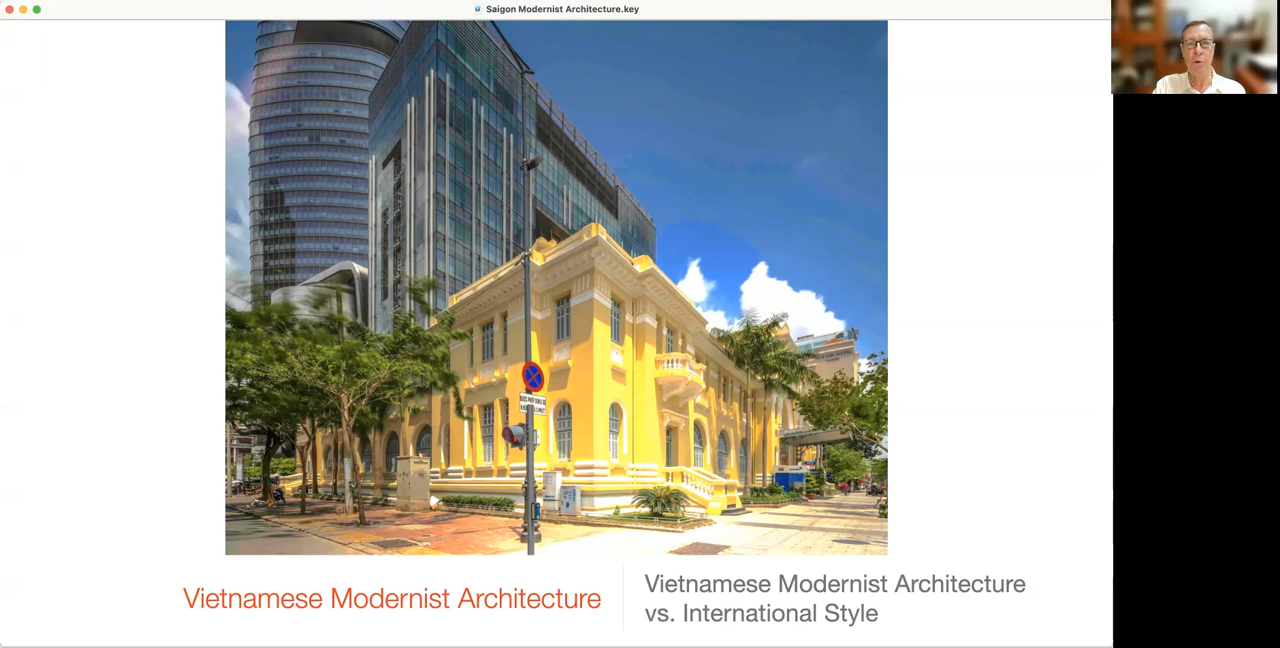 Saigon Modernist Architecture.key
Vietnamese Modernist Architecture
Vietnamese Modernist Architecture
vs. International Style